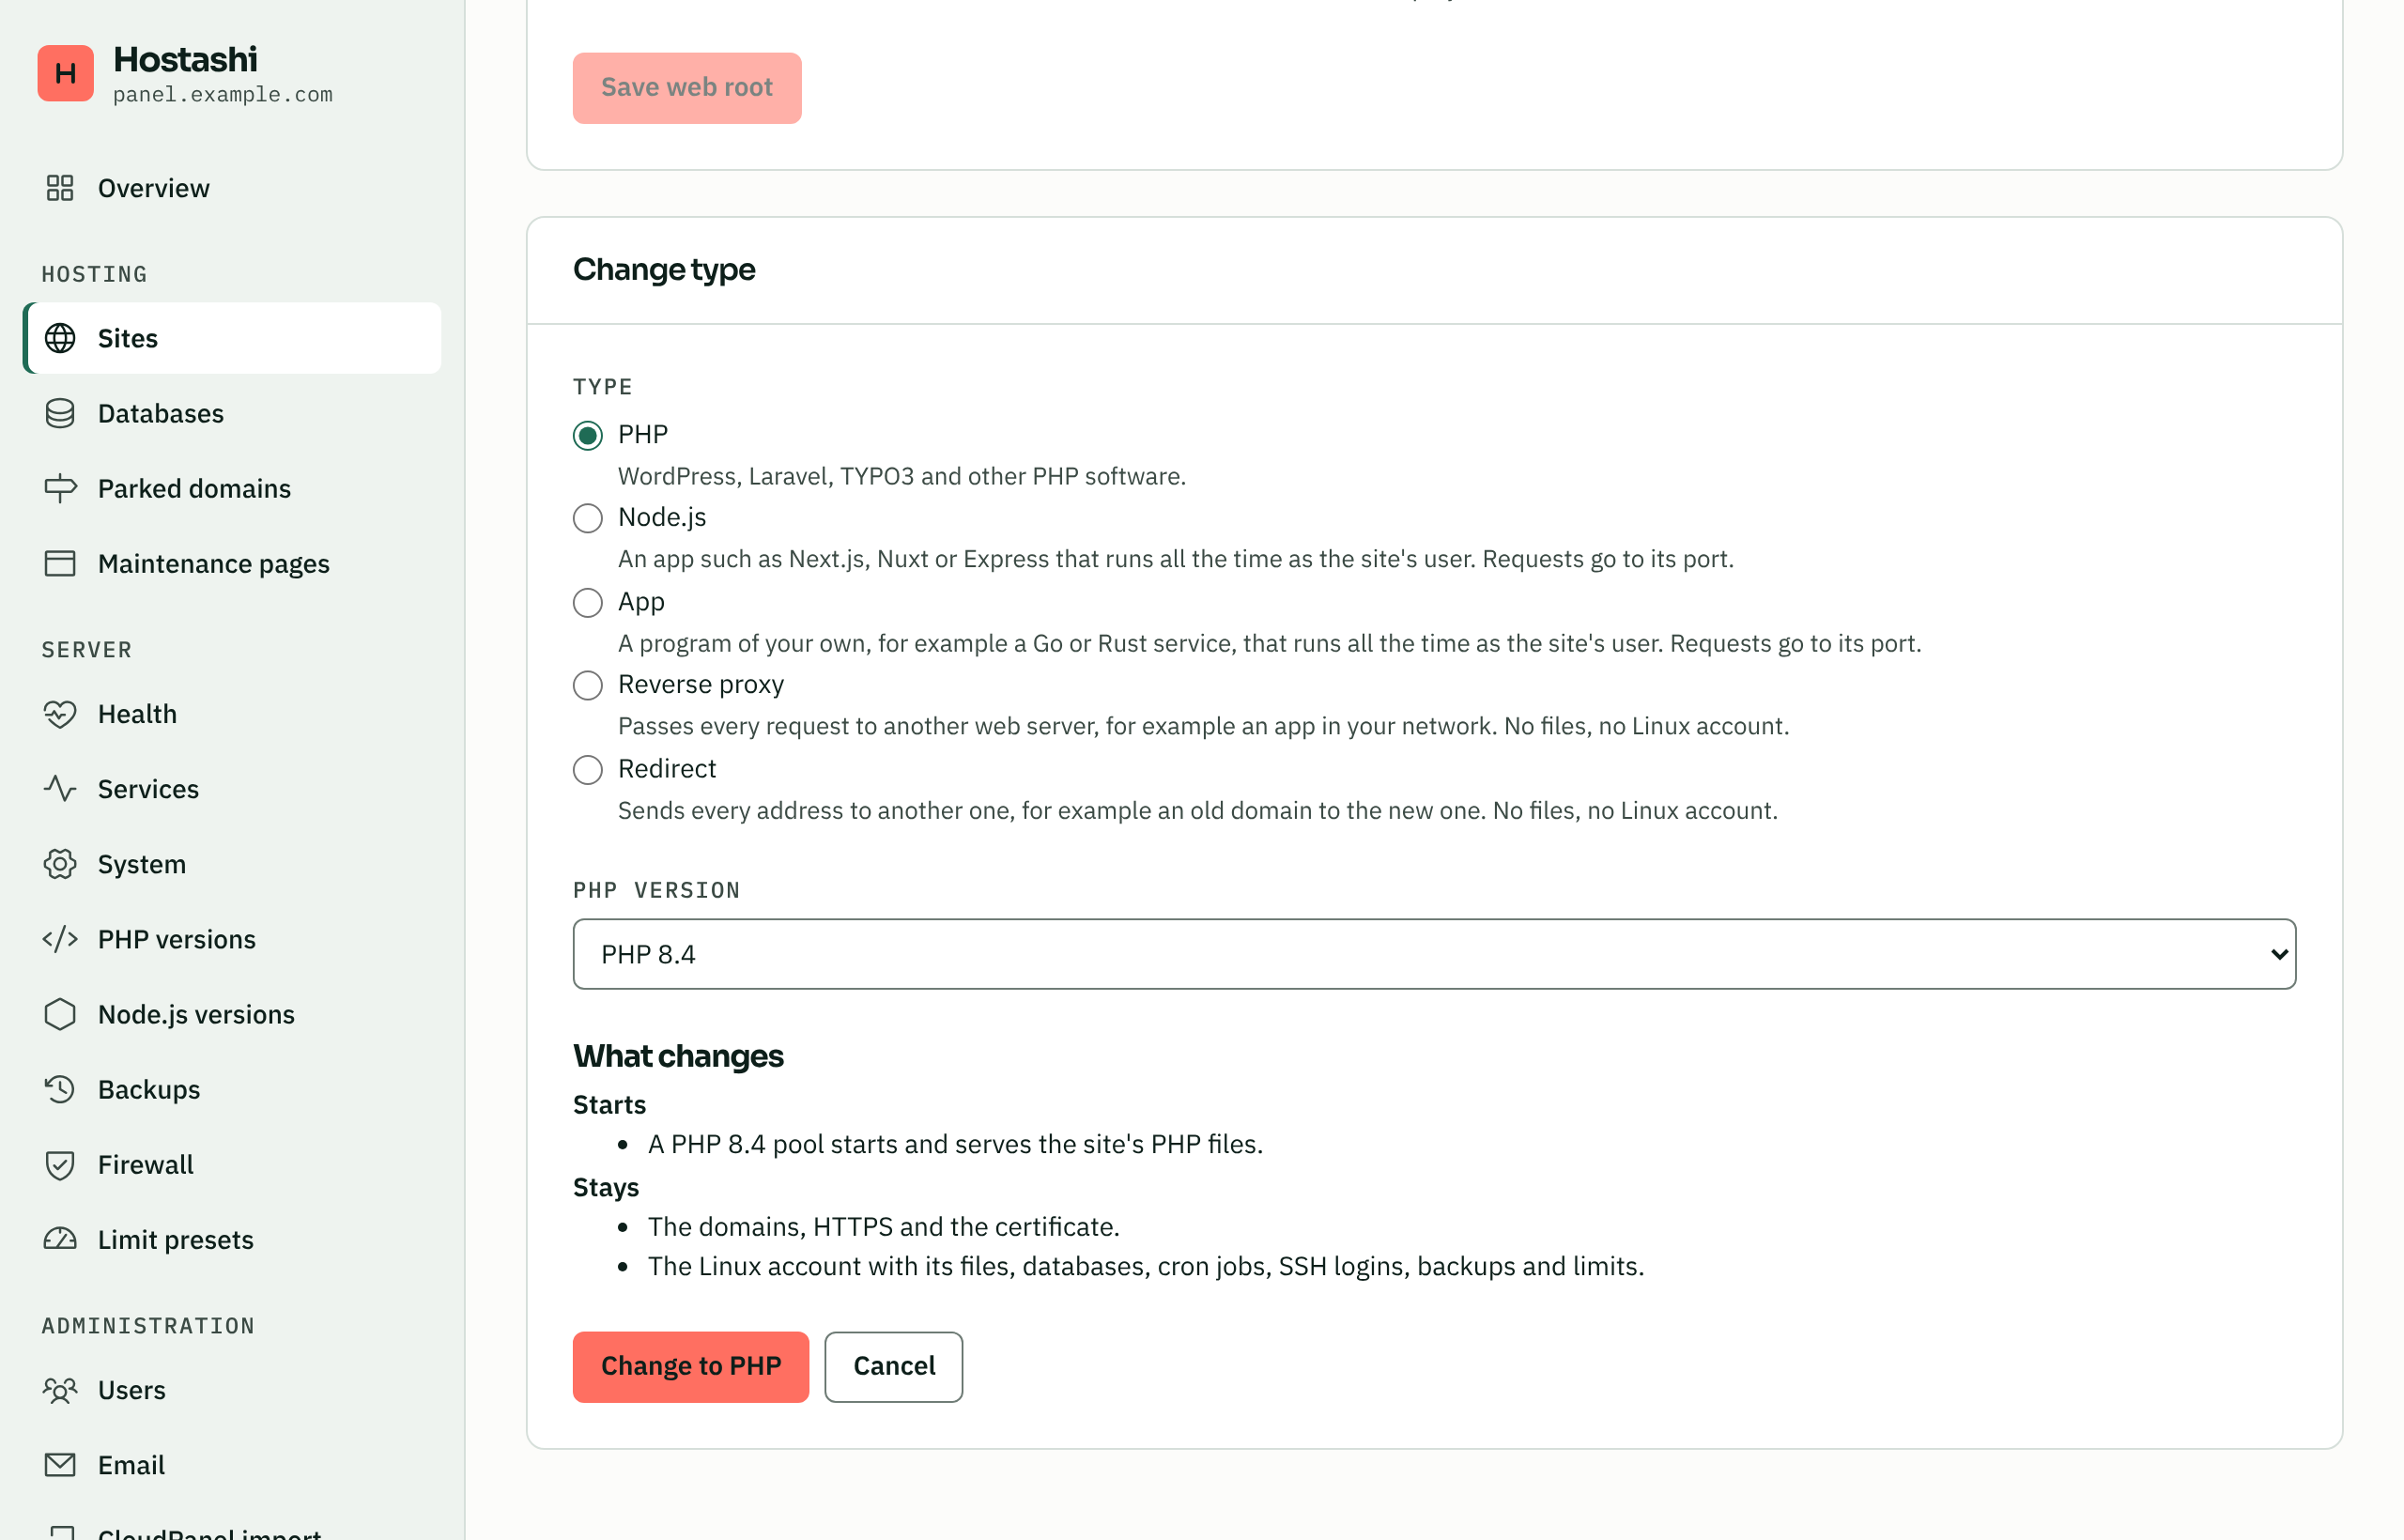 H
Hostashi
panel.example.com
Overview
HOSTING
Sites
Databases
Parked domains
Maintenance pages
SERVER
Health
Services
System
PHP versions
Node.js versions
Backups
Firewall
Limit presets
ADMINISTRATION
Users
Email
CloudPanel import
Save web root
Change type
TYPE
PHP
WordPress, Laravel, TYPO3 and other PHP software.
Node.js
An app such as Next.js, Nuxt or Express that runs all the time as the site's user. Requests go to its port.
App
A program of your own, for example a Go or Rust service, that runs all the time as the site's user. Requests go to its port.
Reverse proxy
Passes every request to another web server, for example an app in your network. No files, no Linux account.
Redirect
Sends every address to another one, for example an old domain to the new one. No files, no Linux account.
PHP VERSION
PHP 8.4
What changes
Starts
• A PHP 8.4 pool starts and serves the site's PHP files.
Stays
• The domains, HTTPS and the certificate.
• The Linux account with its files, databases, cron jobs, SSH logins, backups and limits.
Change to PHP
Cancel